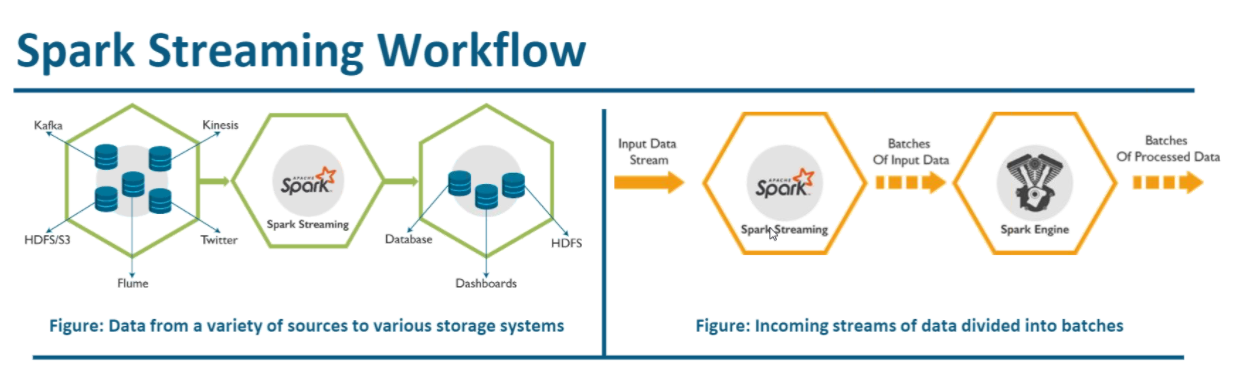 Spark Streaming Workflow
Kafka
Kinesis
HDFS/S3
Twitter
Flume
APACHE
Spark
Spark Streaming
Database
HDFS
Dashboards
Figure: Data from a variety of sources to various storage systems
Input Data
Stream
APACHE
Spark
Spark Streaming
Batches
Of Input Data
Spark Engine
Batches
Of Processed Data
Figure: Incoming streams of data divided into batches